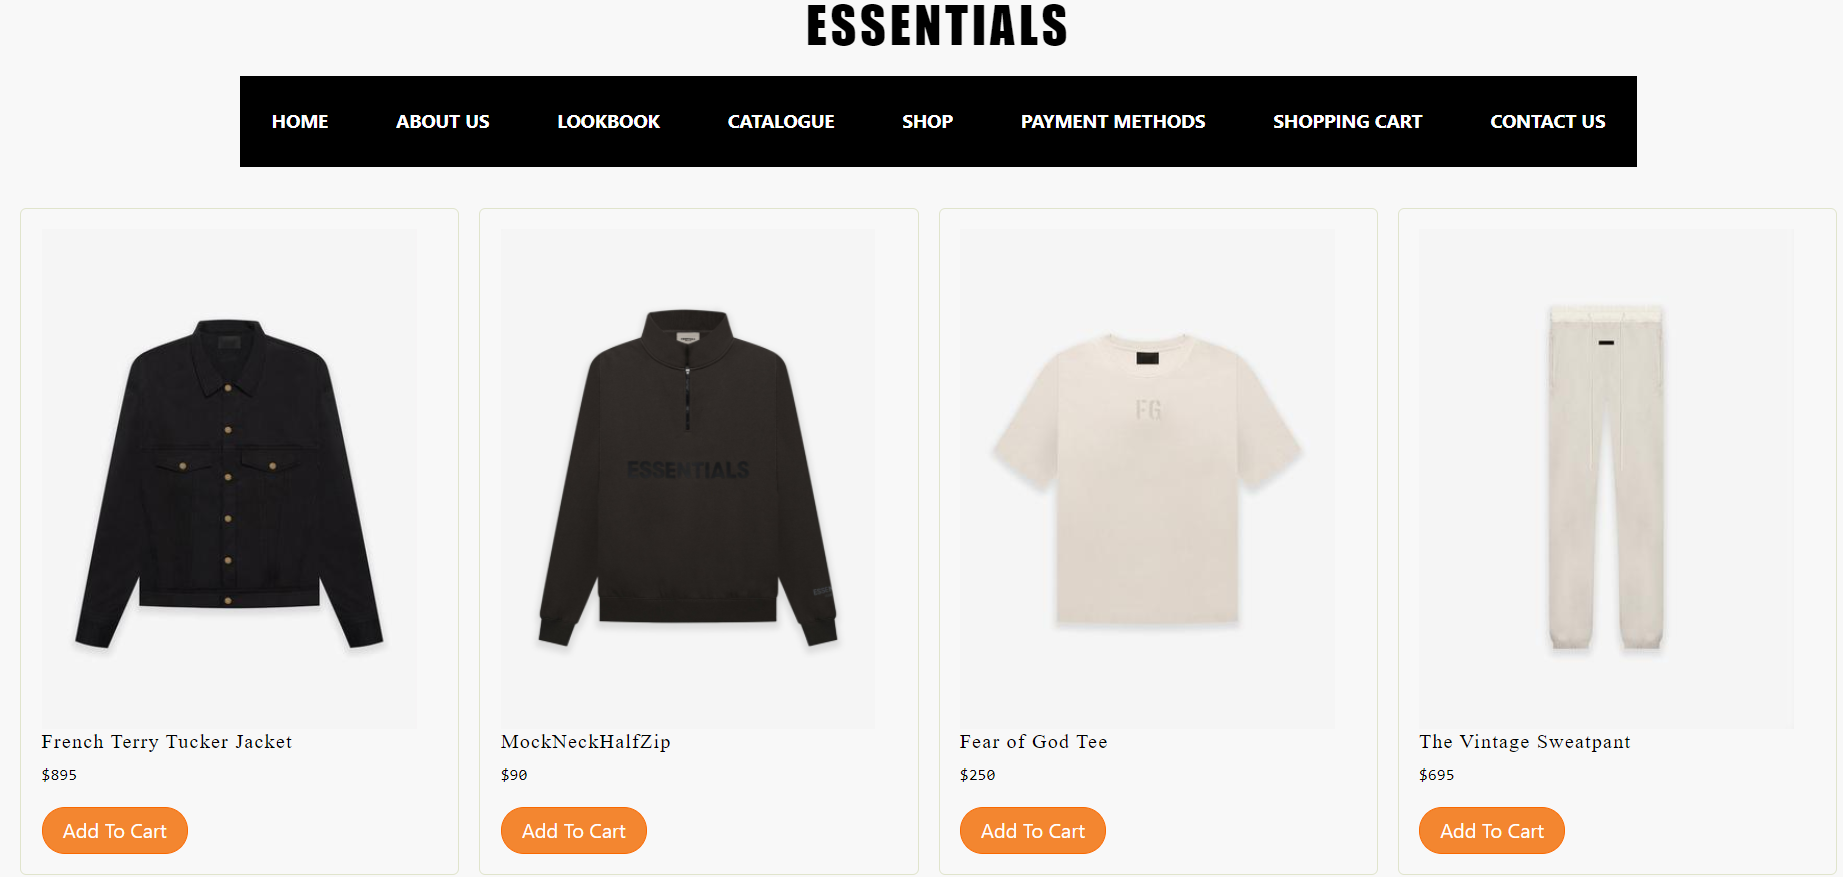 ESSENTIALS
HOME ABOUT US LOOKBOOK CATALOGUE SHOP PAYMENT METHODS SHOPPING CART CONTACT US
ESSENTIALS
FG
French Terry Tucker Jacket
$895
Add To Cart
MockNeckHalfZip
$90
Add To Cart
Fear of God Tee
$250
Add To Cart
The Vintage Sweatpant
$695
Add To Cart